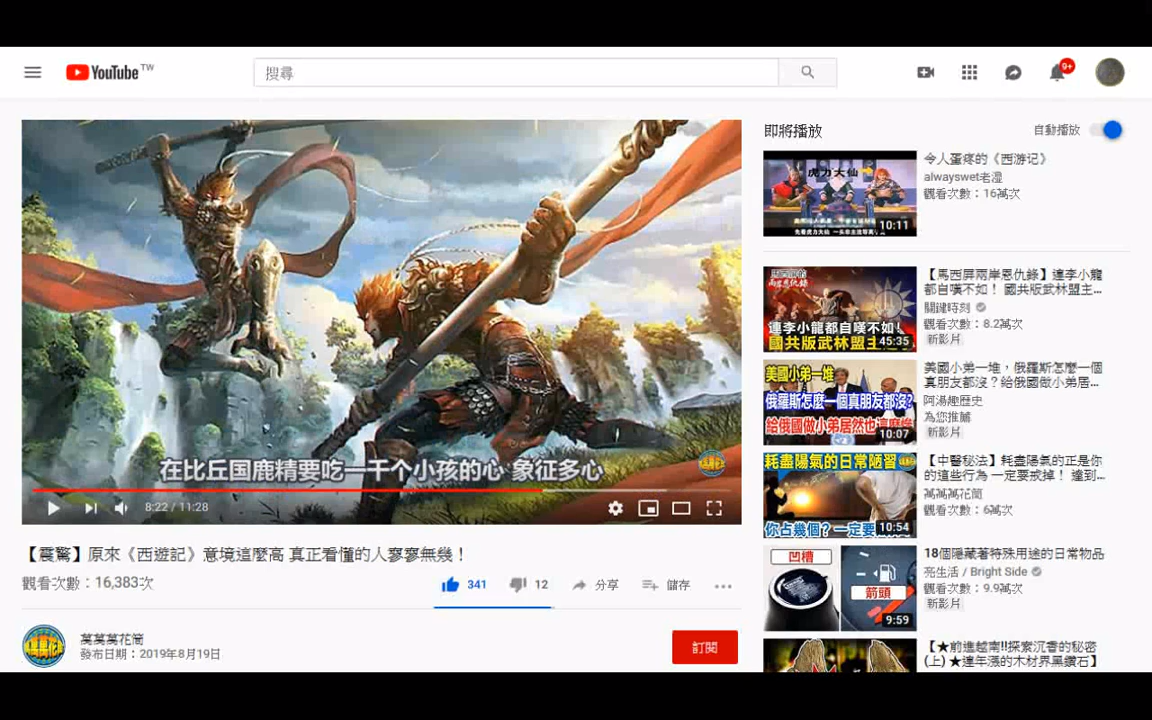 YouTube TW
搜尋
9+
在比丘国鹿精要吃一千个小孩的心 象征多心
8:22 / 11:28
【震驚】原來《西遊記》意境這麼高 真正看懂的人寥寥無幾！
觀看次數：16,383次
341
12
分享
儲存
萬萬萬花筒
發布日期：2019年8月19日
訂閱
即將播放
自動播放
虎力大仙
10:11
令人蛋疼的《西游记》
alwayswet老湿
觀看次數：16萬次
連李小龍都自嘆不如！
國共版武林盟主
45:35
【馬西屏兩岸恩仇錄】連李小龍
都自嘆不如！ 國共版武林盟主...
關鍵時刻
觀看次數：8.2萬次
新影片
美國小弟一堆
俄羅斯怎麼一個真朋友都沒?
給俄國做小弟居然也
10:07
美國小弟一堆，俄羅斯怎麼一個
真朋友都沒？給俄國做小弟居...
阿湯趣歷史
為您推薦
新影片
耗盡陽氣的日常陋習
你占幾個？一定要
10:54
【中醫秘法】耗盡陽氣的正是你
的這些行為 一定要戒掉！ 達到...
萬萬萬花筒
觀看次數：6萬次
凹槽
箭頭
9:59
18個隱藏著特殊用途的日常物品
亮生活 / Bright Side
觀看次數：9.9萬次
新影片
【★前進越南!!探索沉香的秘密
(上) ★連年漲的木材界黑鑽石】